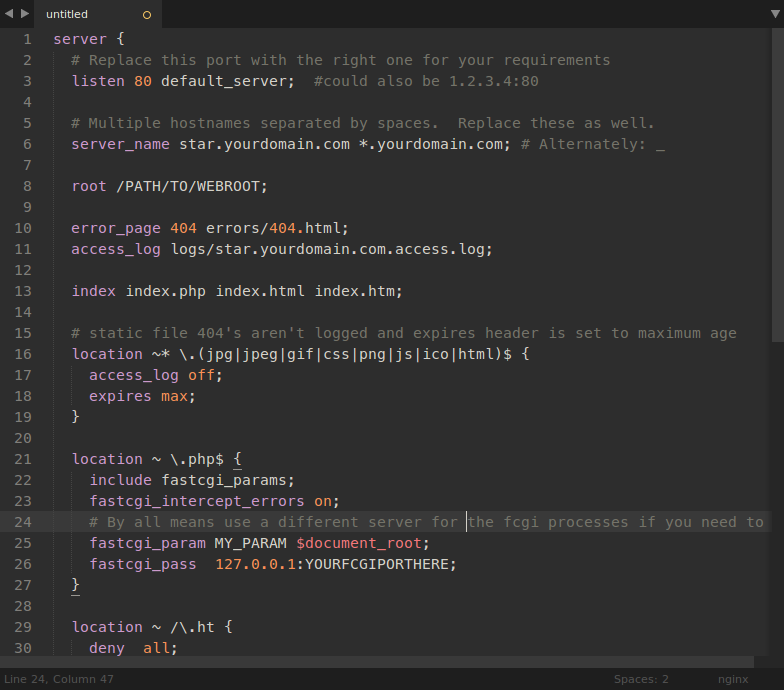 untitled
1 server {
2 # Replace this port with the right one for your requirements
3 listen 80 default_server;  #could also be 1.2.3.4:80
4
5 # Multiple hostnames separated by spaces.  Replace these as well.
6 server_name star.yourdomain.com *.yourdomain.com; # Alternately: _
7
8 root /PATH/TO/WEBROOT;
9
10 error_page 404 errors/404.html;
11 access_log logs/star.yourdomain.com.access.log;
12
13 index index.php index.html index.htm;
14
15 # static file 404's aren't logged and expires header is set to maximum age
16 location ~* \.(jpg|jpeg|gif|css|png|js|ico|html)$ {
17 access_log off;
18 expires max;
19 }
20
21 location ~ \.php$ {
22 include fastcgi_params;
23 fastcgi_intercept_errors on;
24 # By all means use a different server for the fcgi processes if you need to
25 fastcgi_param MY_PARAM $document_root;
26 fastcgi_pass  127.0.0.1:YOURFCGIPORTHERE;
27 }
28
29 location ~ /\.ht {
30 deny  all;
Line 24, Column 47 Spaces: 2 nginx